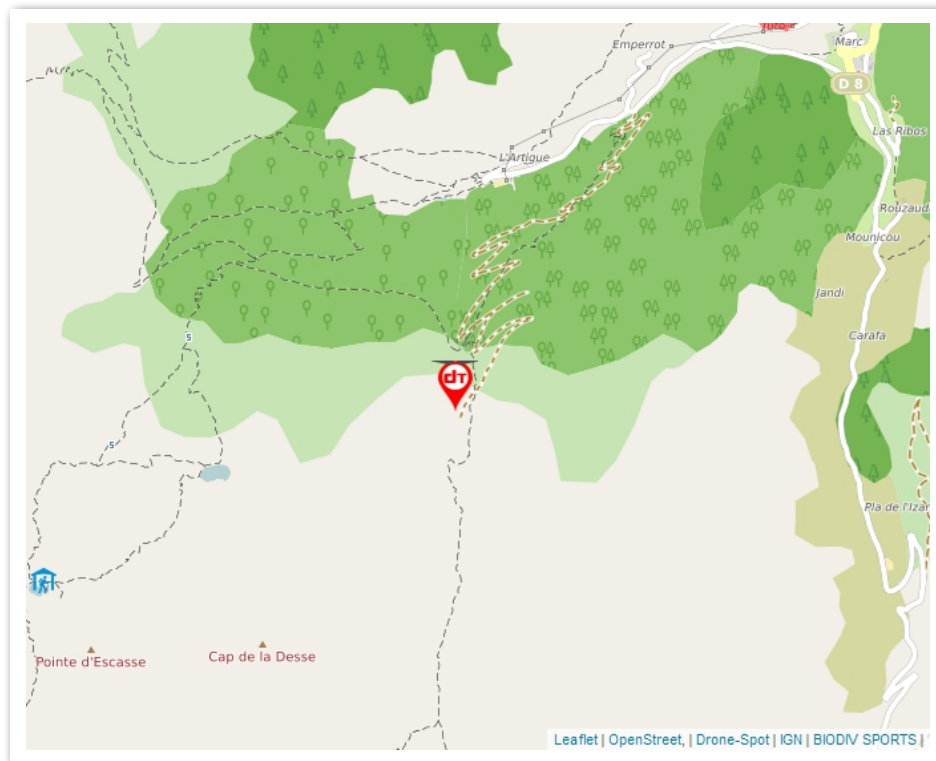 Emperrot
Marc
D 8
Las Ribos
L'Artigue
Rouzaud
Mounicou
Jandi
5
Carafa
dT
5
Pla de l'Izar
Pointe d'Escasse
Cap de la Desse
Leaflet | OpenStreet, | Drone-Spot | IGN | BIODIV SPORTS |